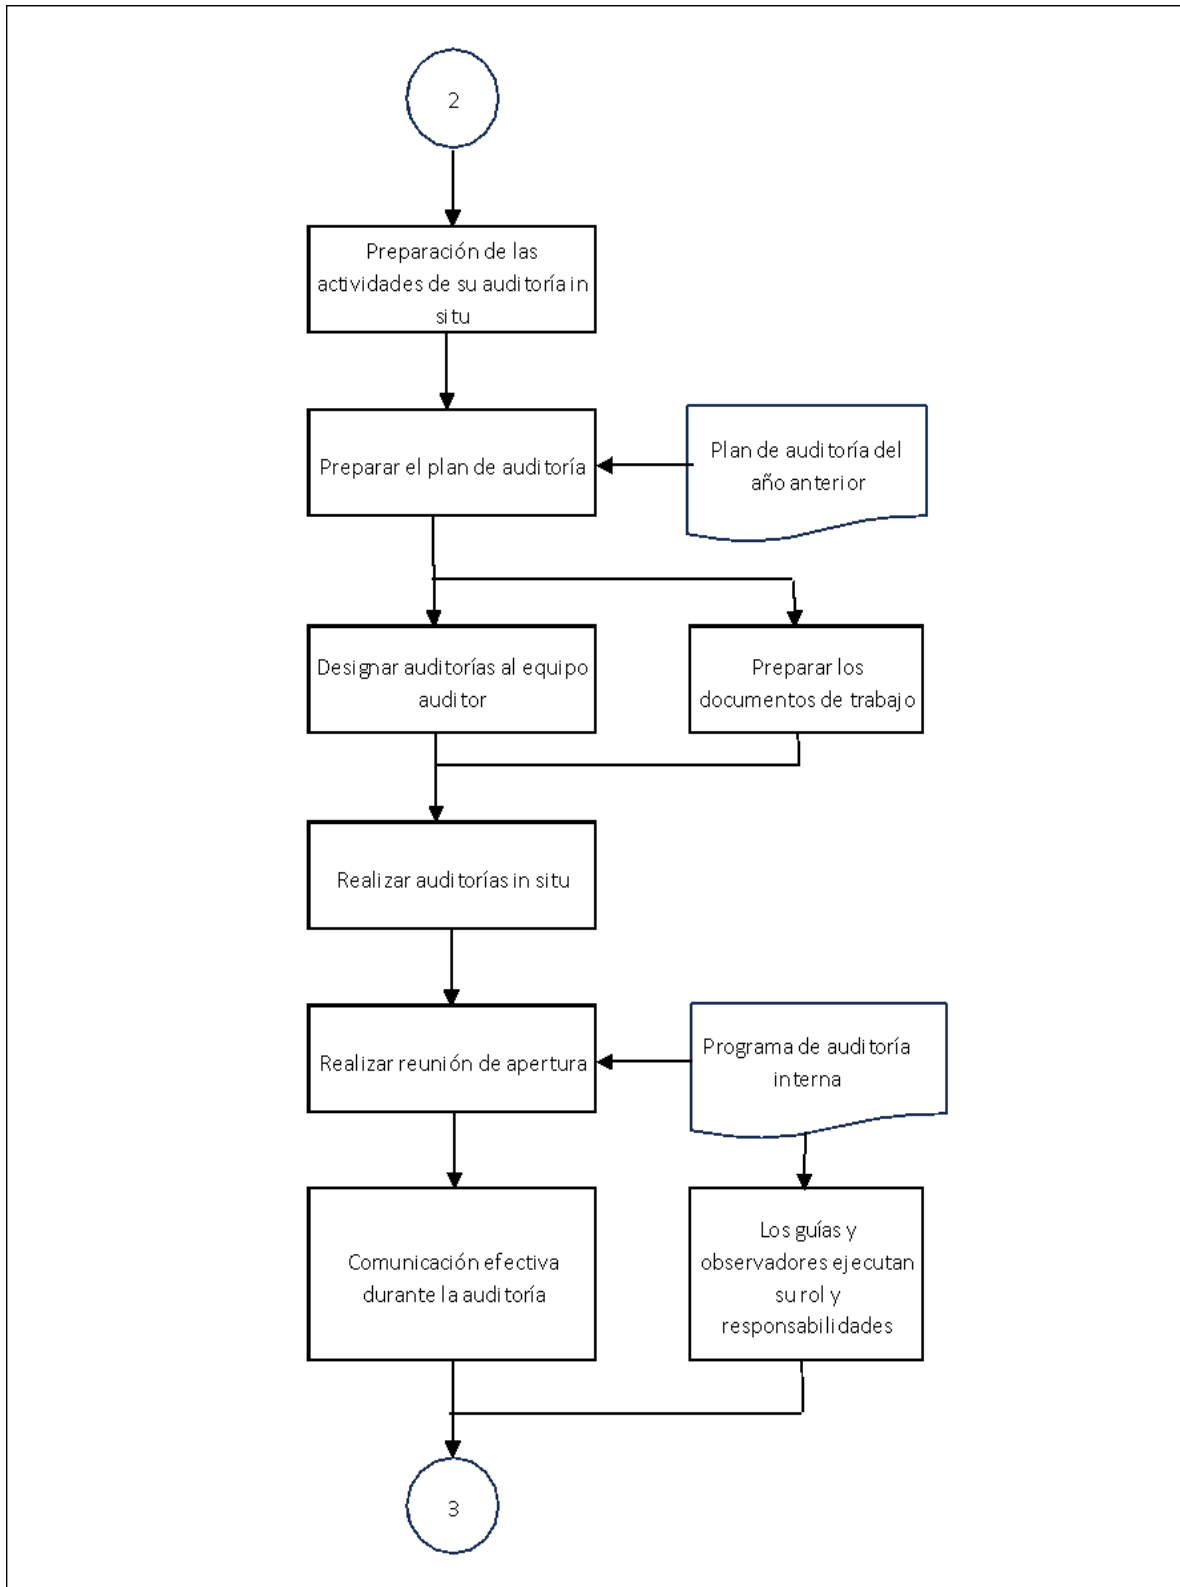 2
Preparación de las
actividades de su auditoría in
situ
Preparar el plan de auditoría
Plan de auditoría del
año anterior
Designar auditorías al equipo
auditor
Preparar los
documentos de trabajo
Realizar auditorías in situ
Realizar reunión de apertura
Programa de auditoría
interna
Comunicación efectiva
durante la auditoría
Los guías y
observadores ejecutan
su rol y
responsabilidades
3